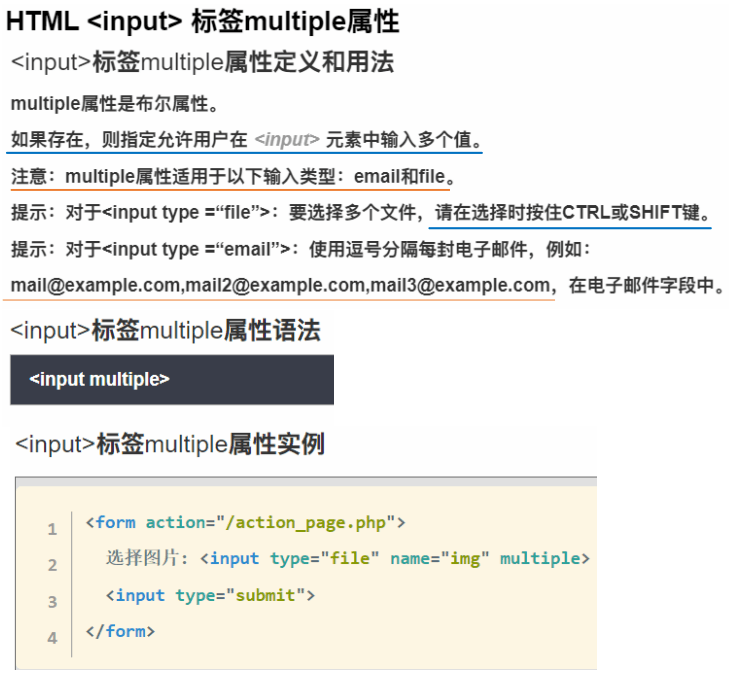 HTML <input> 标签multiple属性
<input>标签multiple属性定义和用法
multiple属性是布尔属性。
如果存在，则指定允许用户在 <input> 元素中输入多个值。
注意：multiple属性适用于以下输入类型：email和file。
提示：对于<input type =“file”>：要选择多个文件，请在选择时按住CTRL或SHIFT键。
提示：对于<input type =“email”>：使用逗号分隔每封电子邮件，例如：
mail@example.com,mail2@example.com,mail3@example.com，在电子邮件字段中。
<input>标签multiple属性语法
<input multiple>
<input>标签multiple属性实例
1 <form action="/action_page.php">
2 选择图片: <input type="file" name="img" multiple>
3 <input type="submit">
4 </form>